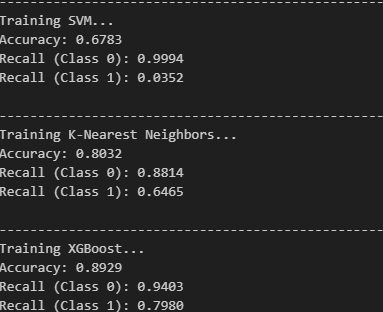 -----------------------------------------------------
Training SVM...
Accuracy: 0.6783
Recall (Class 0): 0.9994
Recall (Class 1): 0.0352
-----------------------------------------------------
Training K-Nearest Neighbors...
Accuracy: 0.8032
Recall (Class 0): 0.8814
Recall (Class 1): 0.6465
-----------------------------------------------------
Training XGBoost...
Accuracy: 0.8929
Recall (Class 0): 0.9403
Recall (Class 1): 0.7980